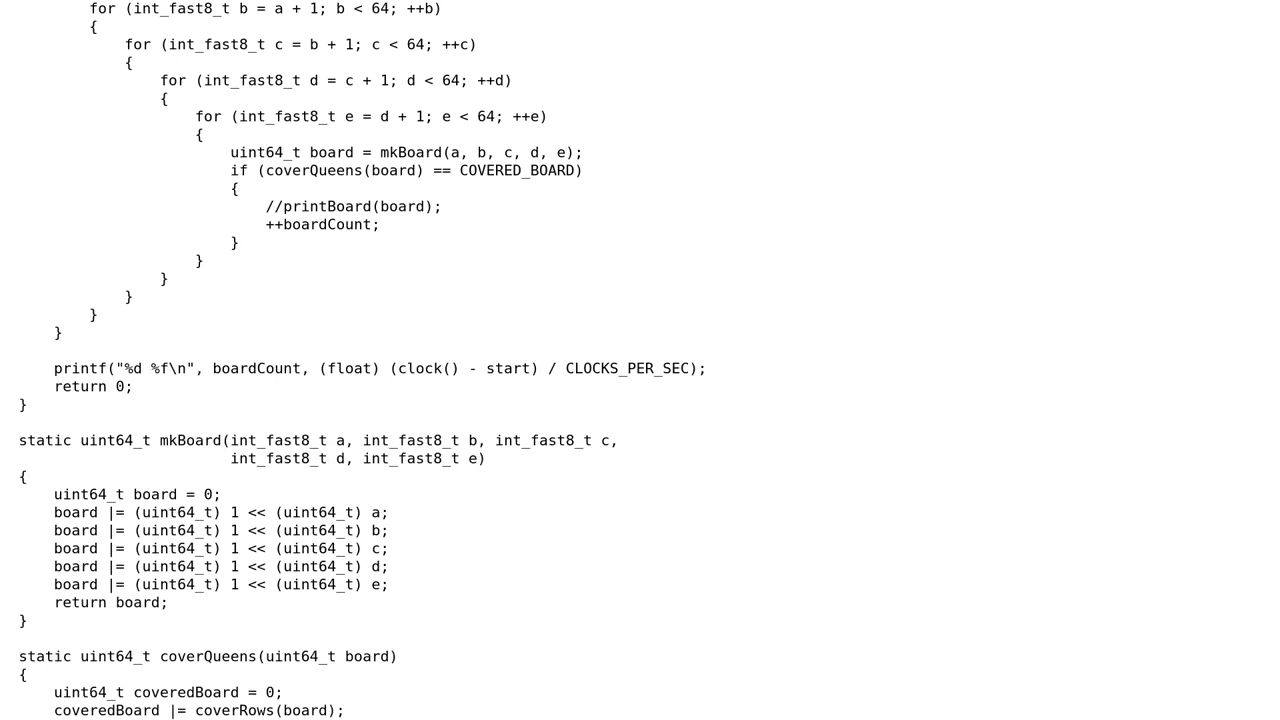 for (int_fast8_t b = a + 1; b < 64; ++b)
        {
            for (int_fast8_t c = b + 1; c < 64; ++c)
            {
                for (int_fast8_t d = c + 1; d < 64; ++d)
                {
                    for (int_fast8_t e = d + 1; e < 64; ++e)
                    {
                        uint64_t board = mkBoard(a, b, c, d, e);
                        if (coverQueens(board) == COVERED_BOARD)
                        {
                            //printBoard(board);
                            ++boardCount;
                        }
                    }
                }
            }
        }
    }

    printf("%d %f\n", boardCount, (float) (clock() - start) / CLOCKS_PER_SEC);
    return 0;
}

static uint64_t mkBoard(int_fast8_t a, int_fast8_t b, int_fast8_t c,
                        int_fast8_t d, int_fast8_t e)
{
    uint64_t board = 0;
    board |= (uint64_t) 1 << (uint64_t) a;
    board |= (uint64_t) 1 << (uint64_t) b;
    board |= (uint64_t) 1 << (uint64_t) c;
    board |= (uint64_t) 1 << (uint64_t) d;
    board |= (uint64_t) 1 << (uint64_t) e;
    return board;
}

static uint64_t coverQueens(uint64_t board)
{
    uint64_t coveredBoard = 0;
    coveredBoard |= coverRows(board);